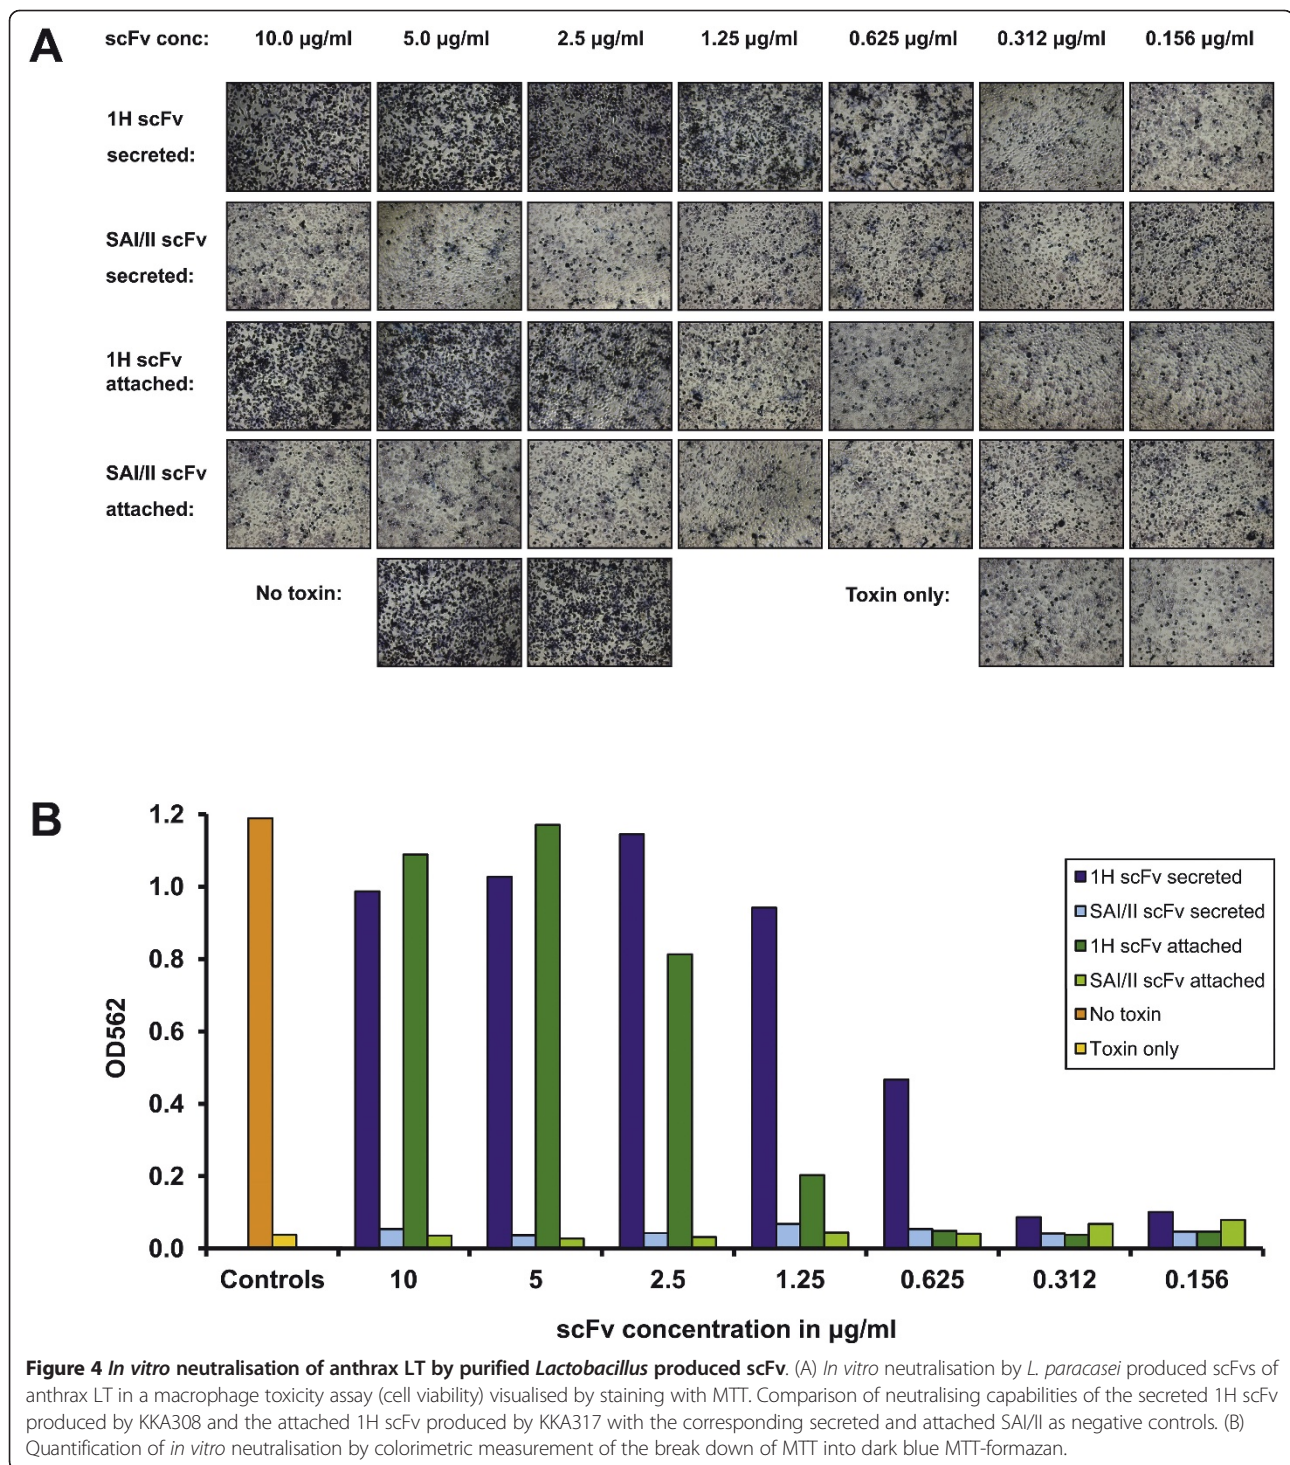 A
scFv conc: 10.0 µg/ml 5.0 µg/ml 2.5 µg/ml 1.25 µg/ml 0.625 µg/ml 0.312 µg/ml 0.156 µg/ml
1H scFv
secreted:
SAI/II scFv
secreted:
1H scFv
attached:
SAI/II scFv
attached:
No toxin: Toxin only:
B
1.2
1.0
0.8
0.6
0.4
0.2
0.0
OD562
1H scFv secreted
SAI/II scFv secreted
1H scFv attached
SAI/II scFv attached
No toxin
Toxin only
Controls 10 5 2.5 1.25 0.625 0.312 0.156
scFv concentration in µg/ml
Figure 4 In vitro neutralisation of anthrax LT by purified Lactobacillus produced scFv. (A) In vitro neutralisation by L. paracasei produced scFvs of
anthrax LT in a macrophage toxicity assay (cell viability) visualised by staining with MTT. Comparison of neutralising capabilities of the secreted 1H scFv
produced by KKA308 and the attached 1H scFv produced by KKA317 with the corresponding secreted and attached SAI/II as negative controls. (B)
Quantification of in vitro neutralisation by colorimetric measurement of the break down of MTT into dark blue MTT-formazan.